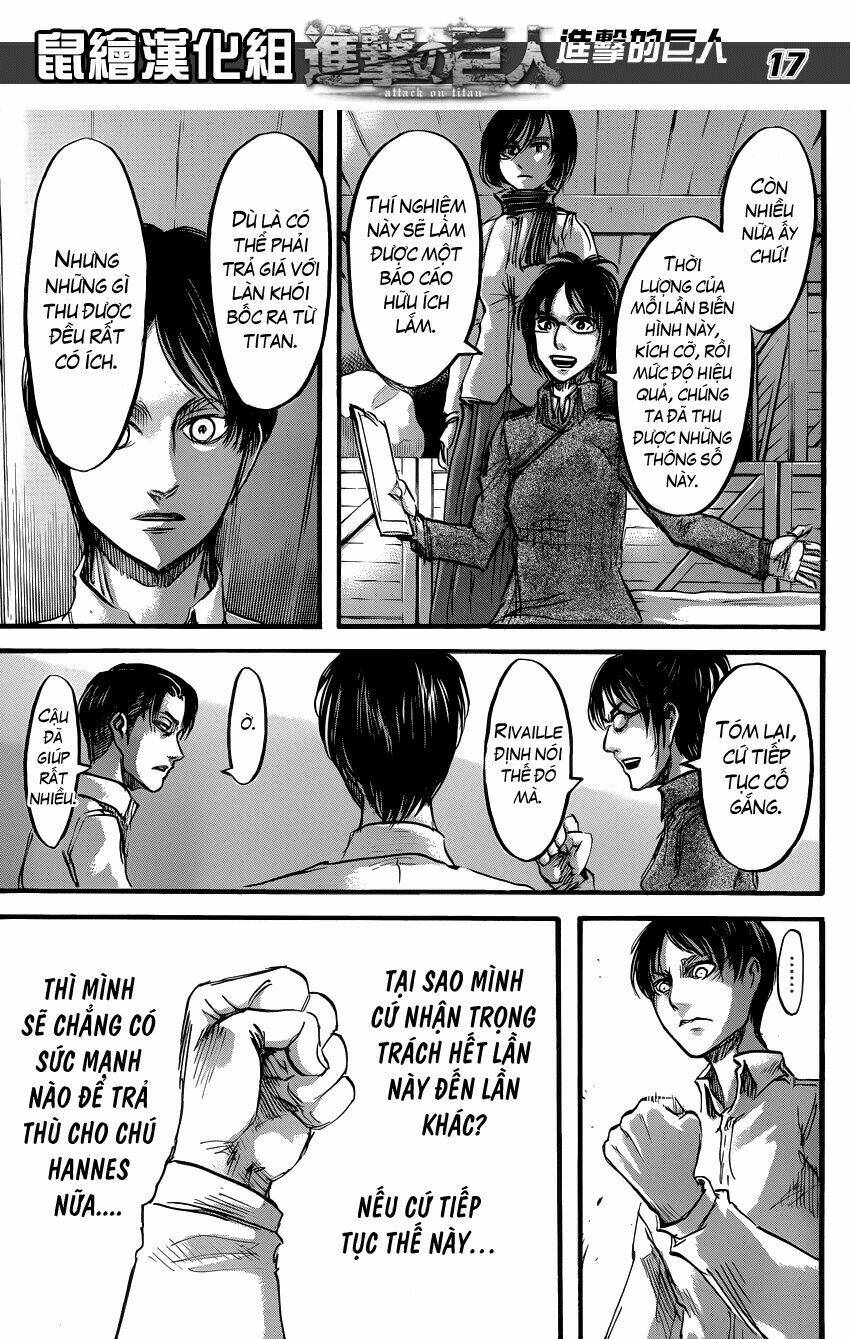 鼠繪漢化組
進撃の巨人
attack on titan
進擊的巨人
17
CÒN
NHIỀU
NỮA ẤY
CHỨ!
THỜI
LƯỢNG CỦA
MỖI LẦN BIẾN
HÌNH NÀY,
KÍCH CỠ, RỒI
MỨC ĐỘ HIỆU
QUẢ, CHÚNG
TA ĐÃ THU
ĐƯỢC NHỮNG
THÔNG SỐ
NÀY.
THÍ NGHIỆM
NÀY SẼ LÀM
ĐƯỢC MỘT
BÁO CÁO
HỮU ÍCH
LẮM.
DÙ LÀ CÓ
THỂ PHẢI
TRẢ GIÁ VỚI
LÀN KHÓI
BỐC RA TỪ
TITAN.
NHƯNG
NHỮNG GÌ
THU ĐƯỢC
ĐỀU RẤT
CÓ ÍCH.
TÓM LẠI,
CỨ TIẾP
TỤC CỐ
GẮNG.
RIVAILLE
ĐỊNH NÓI
THẾ ĐÓ
MÀ.
Ờ.
CẬU ĐÃ
GIÚP
RẤT
NHIỀU.
........
TẠI SAO MÌNH
CỨ NHẬN TRỌNG
TRÁCH HẾT LẦN
NÀY ĐẾN LẦN
KHÁC?
NẾU CỨ TIẾP
TỤC THẾ NÀY...
THÌ MÌNH
SẼ CHẲNG CÓ
SỨC MẠNH
NÀO ĐỂ TRẢ
THÙ CHO CHÚ
HANNES
NỮA....